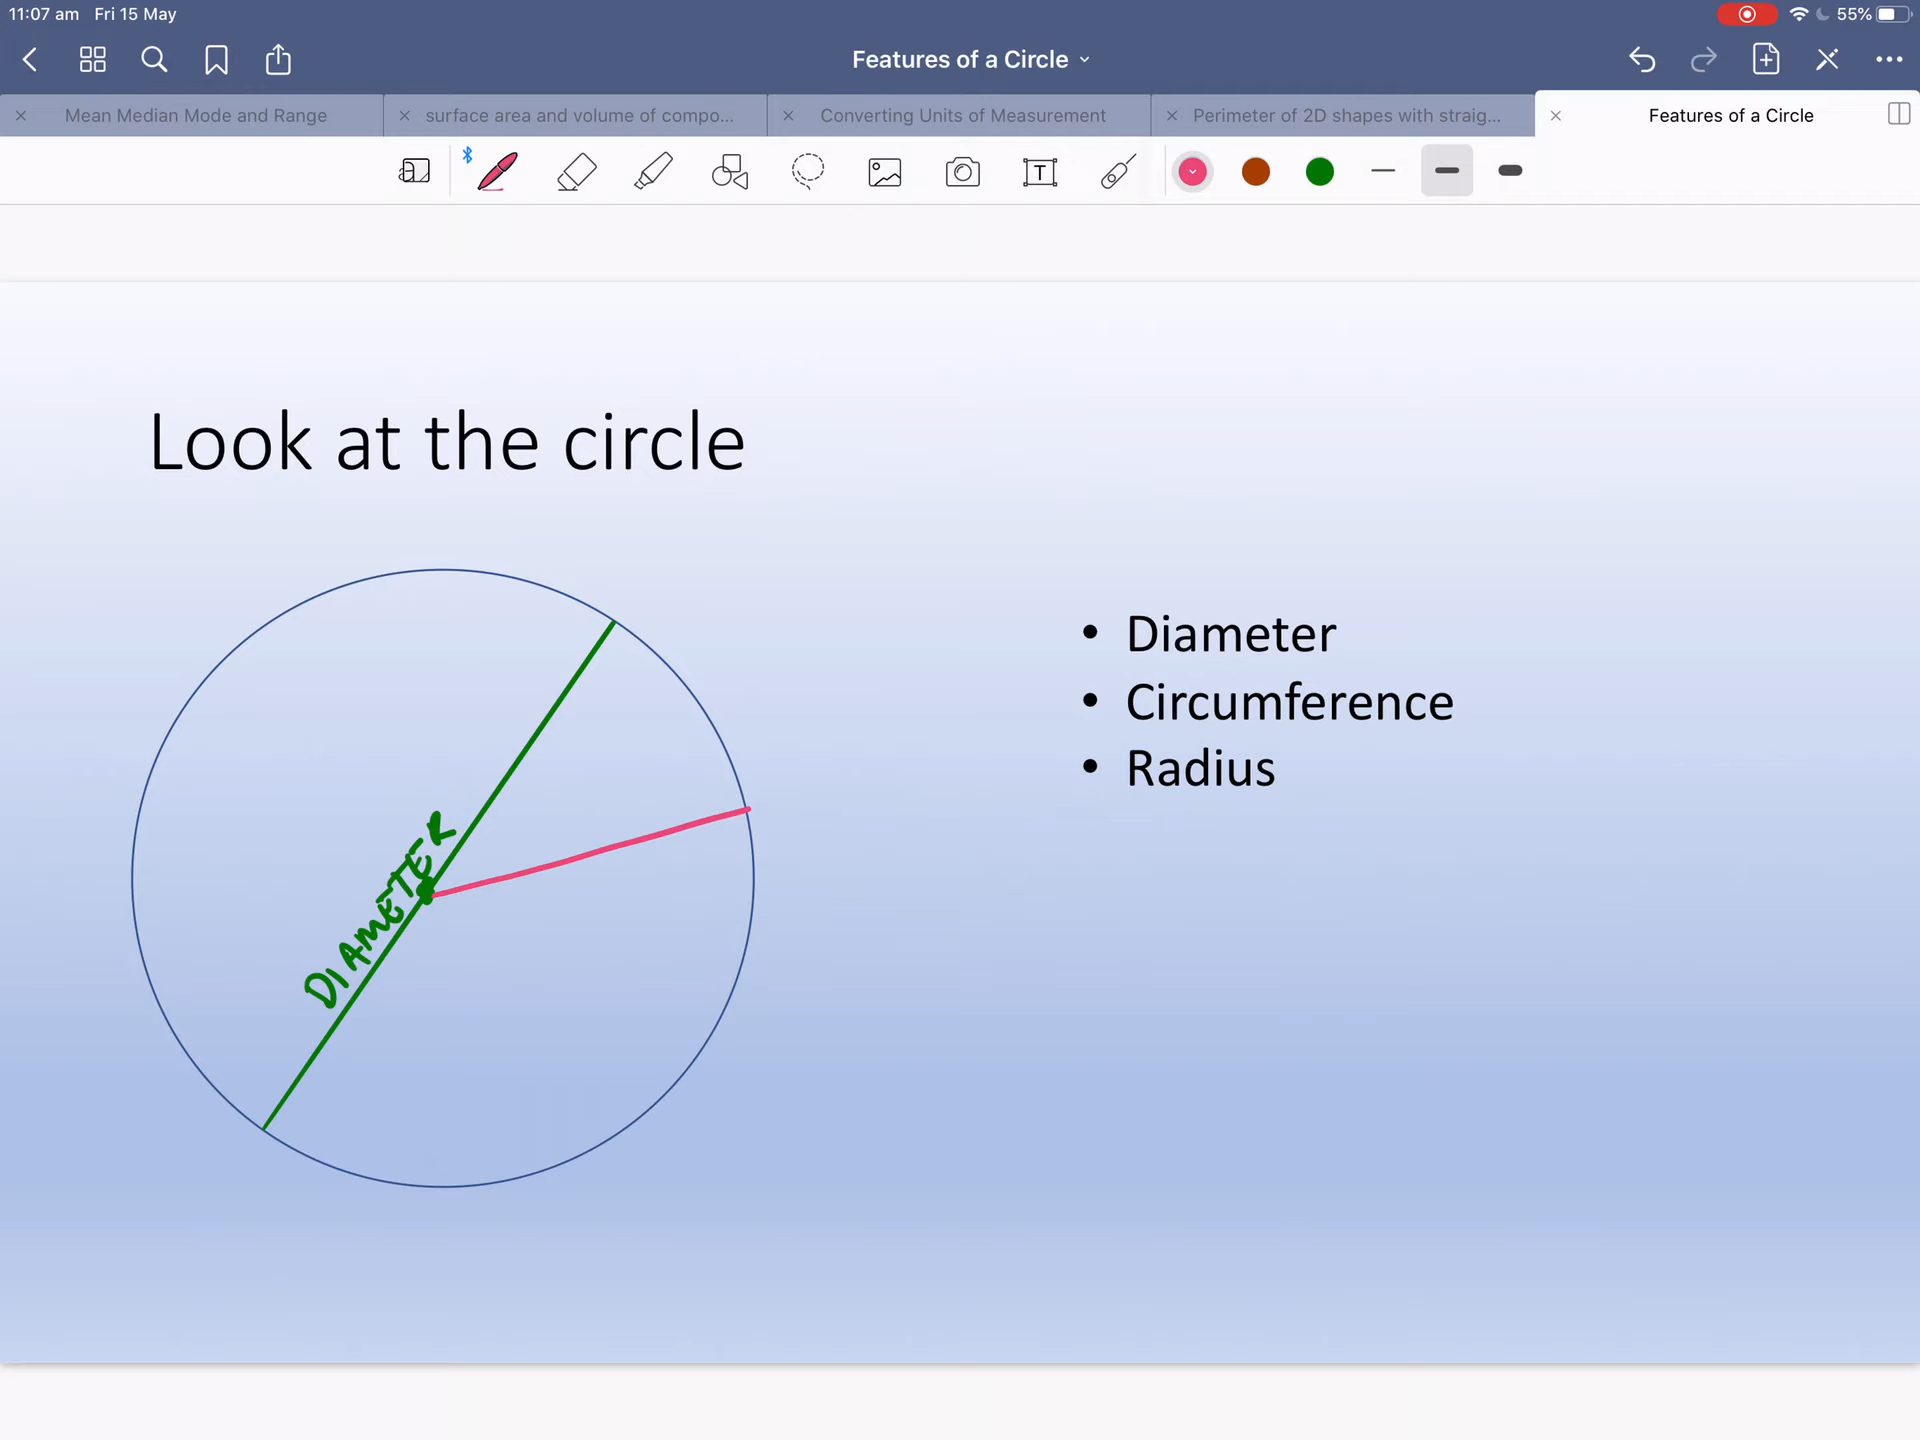 11:07 am Fri 15 May
55%
Features of a Circle
Mean Median Mode and Range
surface area and volume of compo...
Converting Units of Measurement
Perimeter of 2D shapes with straig...
Features of a Circle
Look at the circle
DIAMETER
• Diameter
• Circumference
• Radius